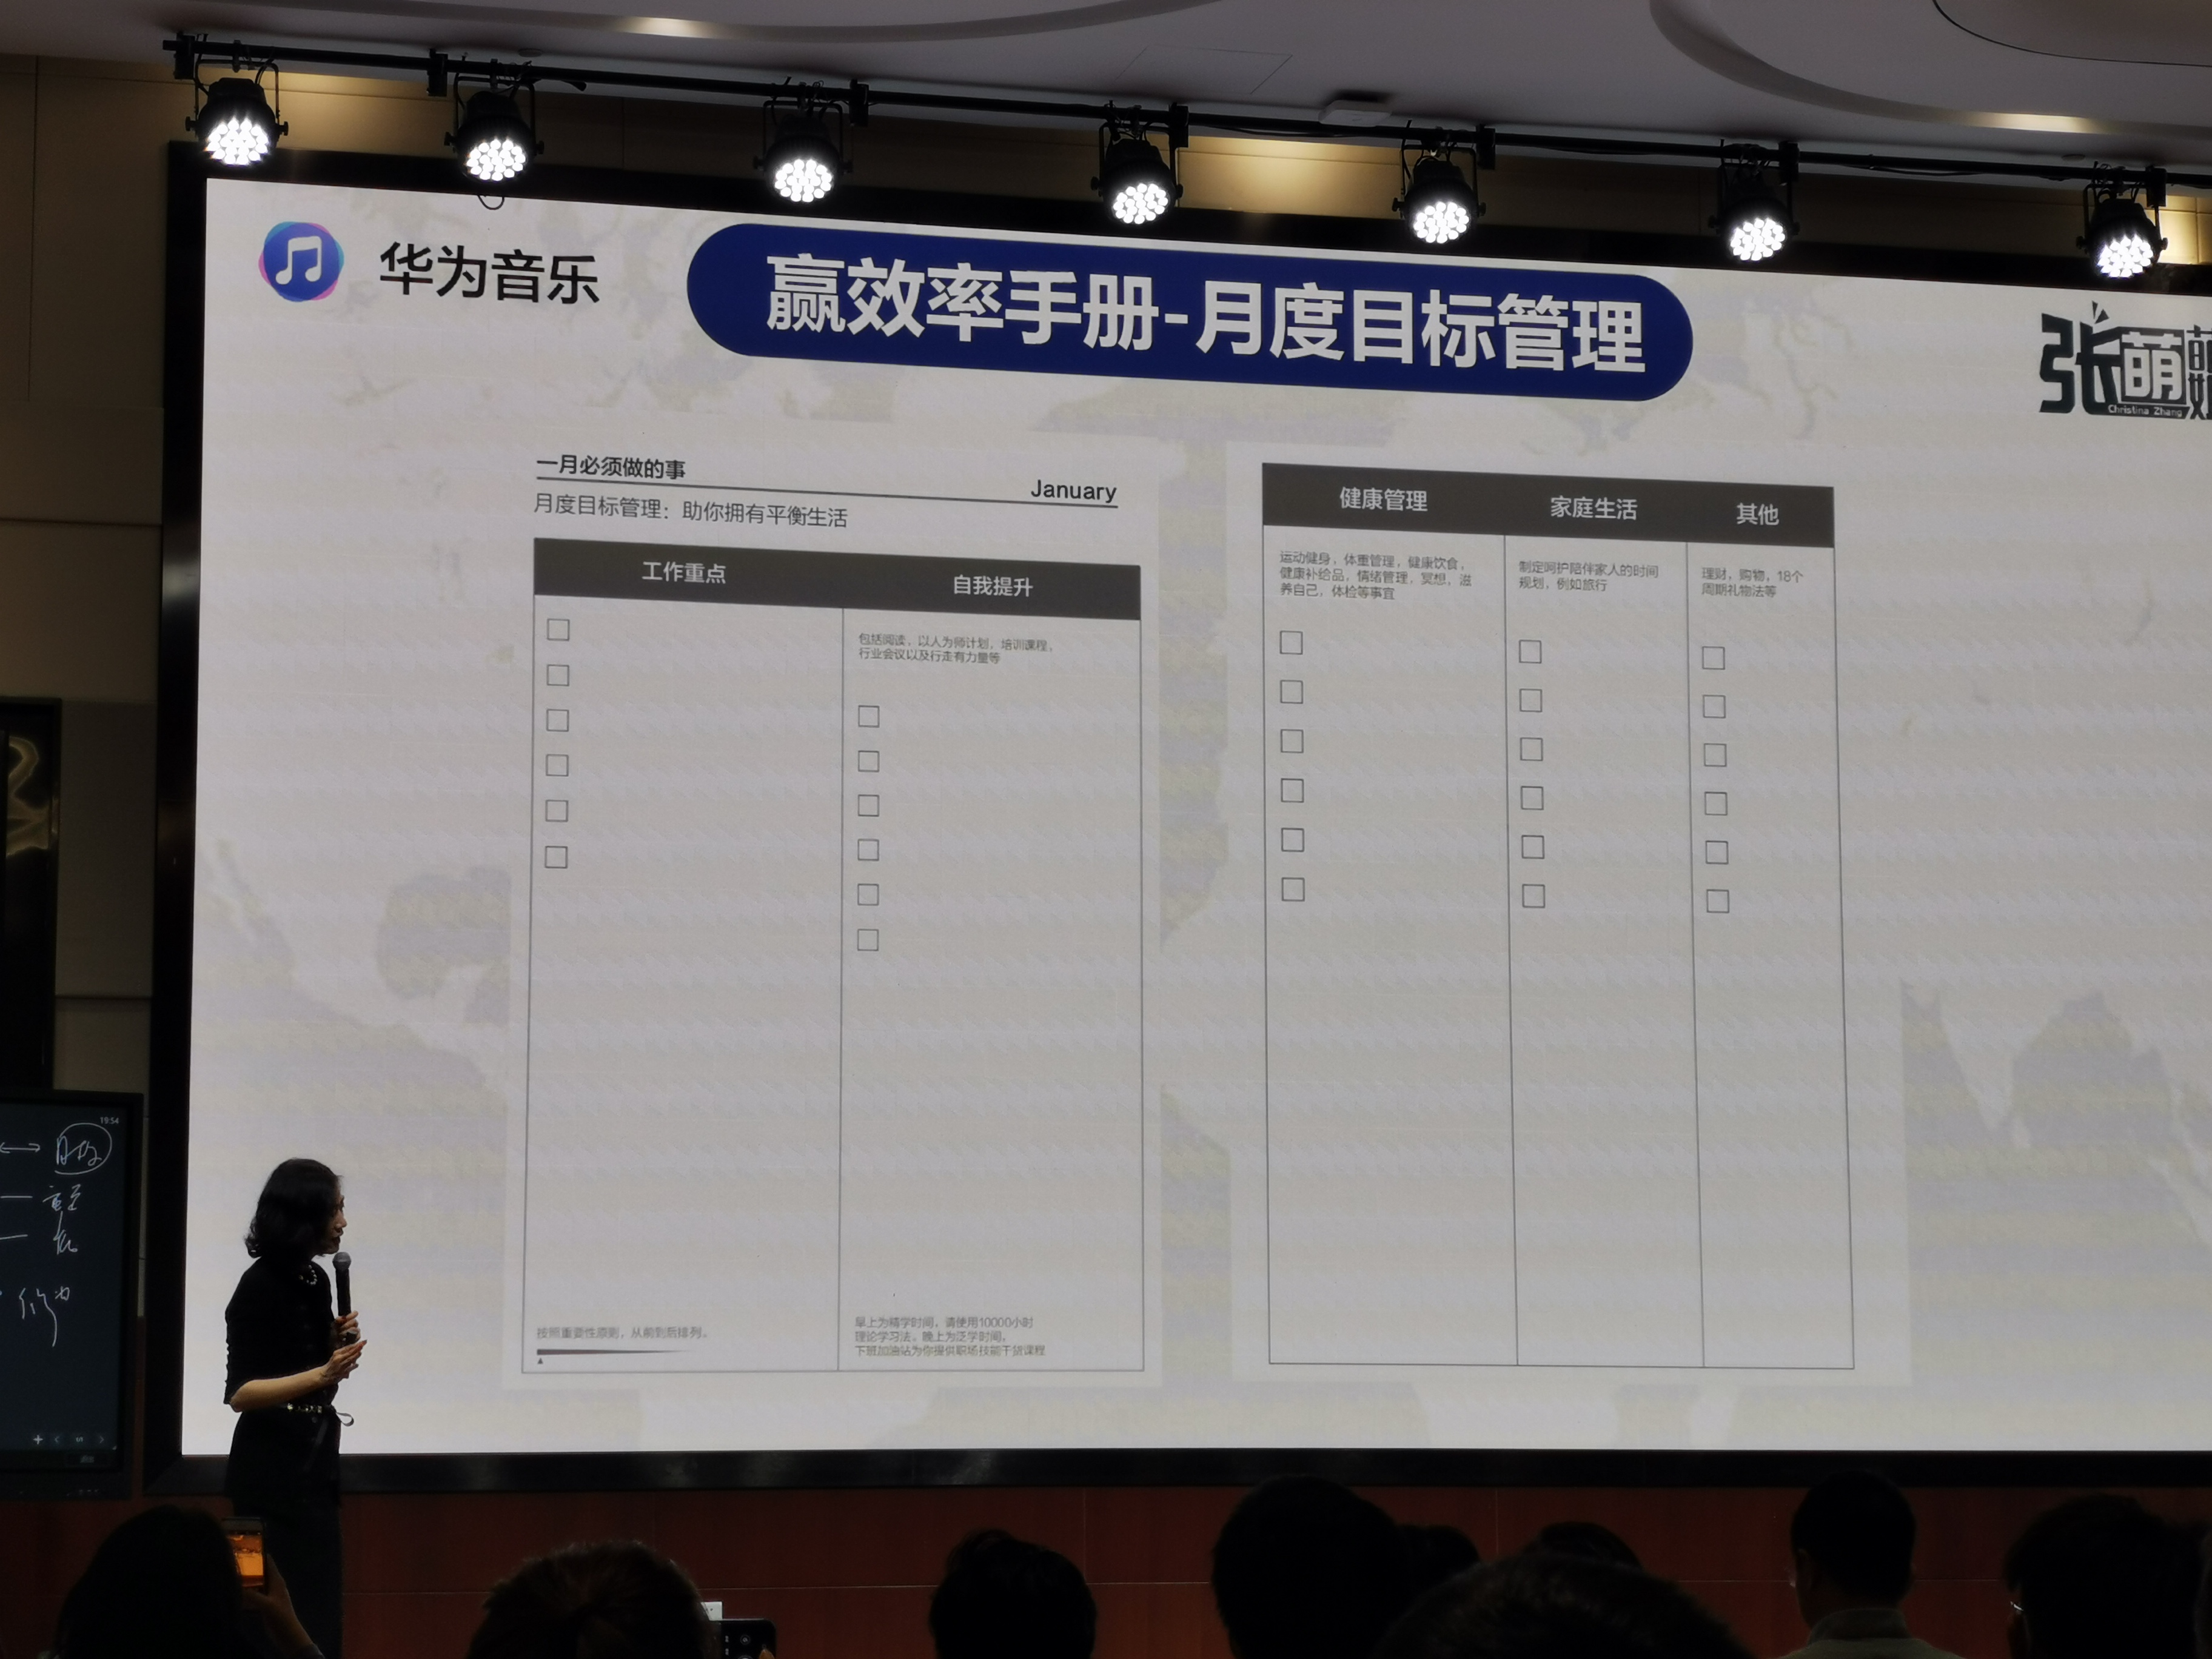 华为音乐
赢效率手册-月度目标管理
张萌萌
Christina Zhang
一月必须做的事
January
月度目标管理：助你拥有平衡生活
工作重点
自我提升
包括阅读，以人为师计划，培训课程，
行业会议以及行走有力量等
按照重要性原则，从前到后排列。
早上为精学时间，请使用10000小时
理论学习法。晚上为泛学时间，
下班加油站为你提供职场技能干货课程
健康管理
家庭生活
其他
运动健身，体重管理，健康饮食，
健康补给品，情绪管理，冥想，滋
养自己，体检等事宜
制定呵护陪伴家人的时间
规划，例如旅行
理财，购物，18个
周期礼物法等
19:54